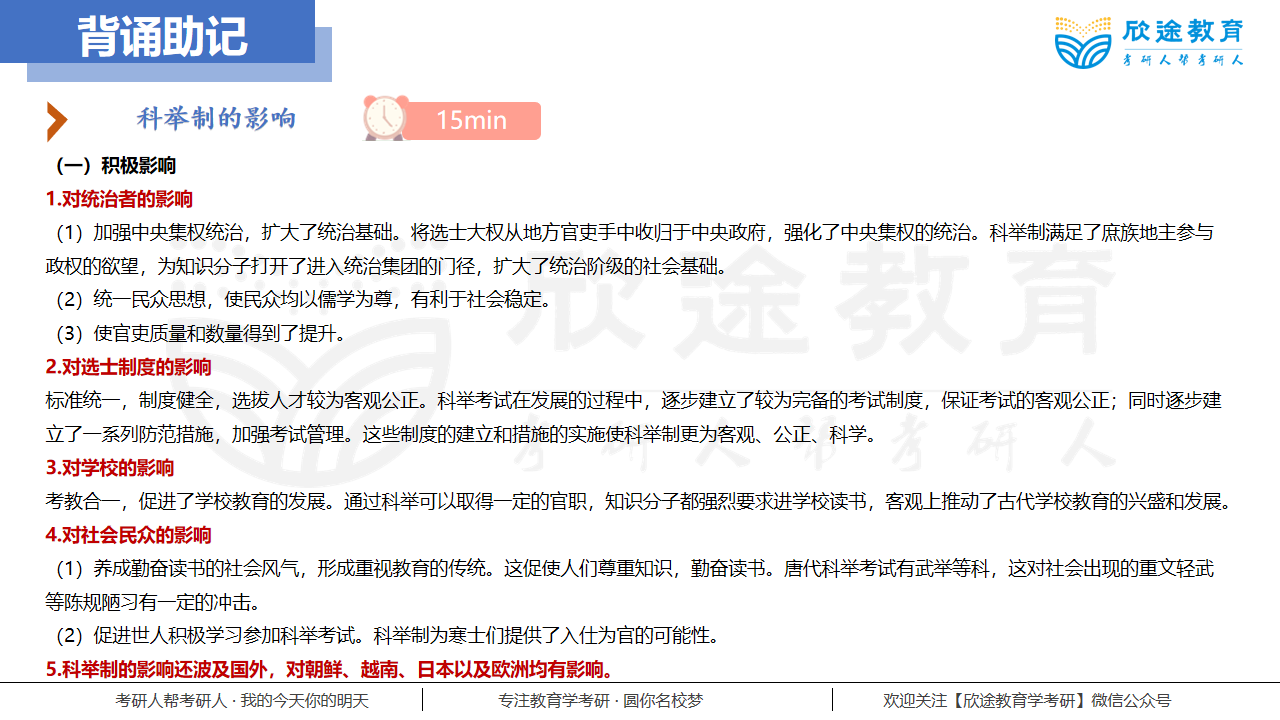 背诵助记
欣途教育
考研人帮考研人
科举制的影响
15min
（一）积极影响
1.对统治者的影响
（1）加强中央集权统治，扩大了统治基础。将选士大权从地方官吏手中收归于中央政府，强化了中央集权的统治。科举制满足了庶族地主参与
政权的欲望，为知识分子打开了进入统治集团的门径，扩大了统治阶级的社会基础。
（2）统一民众思想，使民众均以儒学为尊，有利于社会稳定。
（3）使官吏质量和数量得到了提升。
2.对选士制度的影响
标准统一，制度健全，选拔人才较为客观公正。科举考试在发展的过程中，逐步建立了较为完备的考试制度，保证考试的客观公正；同时逐步建
立了一系列防范措施，加强考试管理。这些制度的建立和措施的实施使科举制更为客观、公正、科学。
3.对学校的影响
考教合一，促进了学校教育的发展。通过科举可以取得一定的官职，知识分子都强烈要求进学校读书，客观上推动了古代学校教育的兴盛和发展。
4.对社会民众的影响
（1）养成勤奋读书的社会风气，形成重视教育的传统。这促使人们尊重知识，勤奋读书。唐代科举考试有武举等科，这对社会出现的重文轻武
等陈规陋习有一定的冲击。
（2）促进世人积极学习参加科举考试。科举制为寒士们提供了入仕为官的可能性。
5.科举制的影响还波及国外，对朝鲜、越南、日本以及欧洲均有影响。
欣途教育
考研人帮考研人
考研人帮考研人 · 我的今天你的明天
专注教育学考研 · 圆你名校梦
欢迎关注【欣途教育学考研】微信公众号